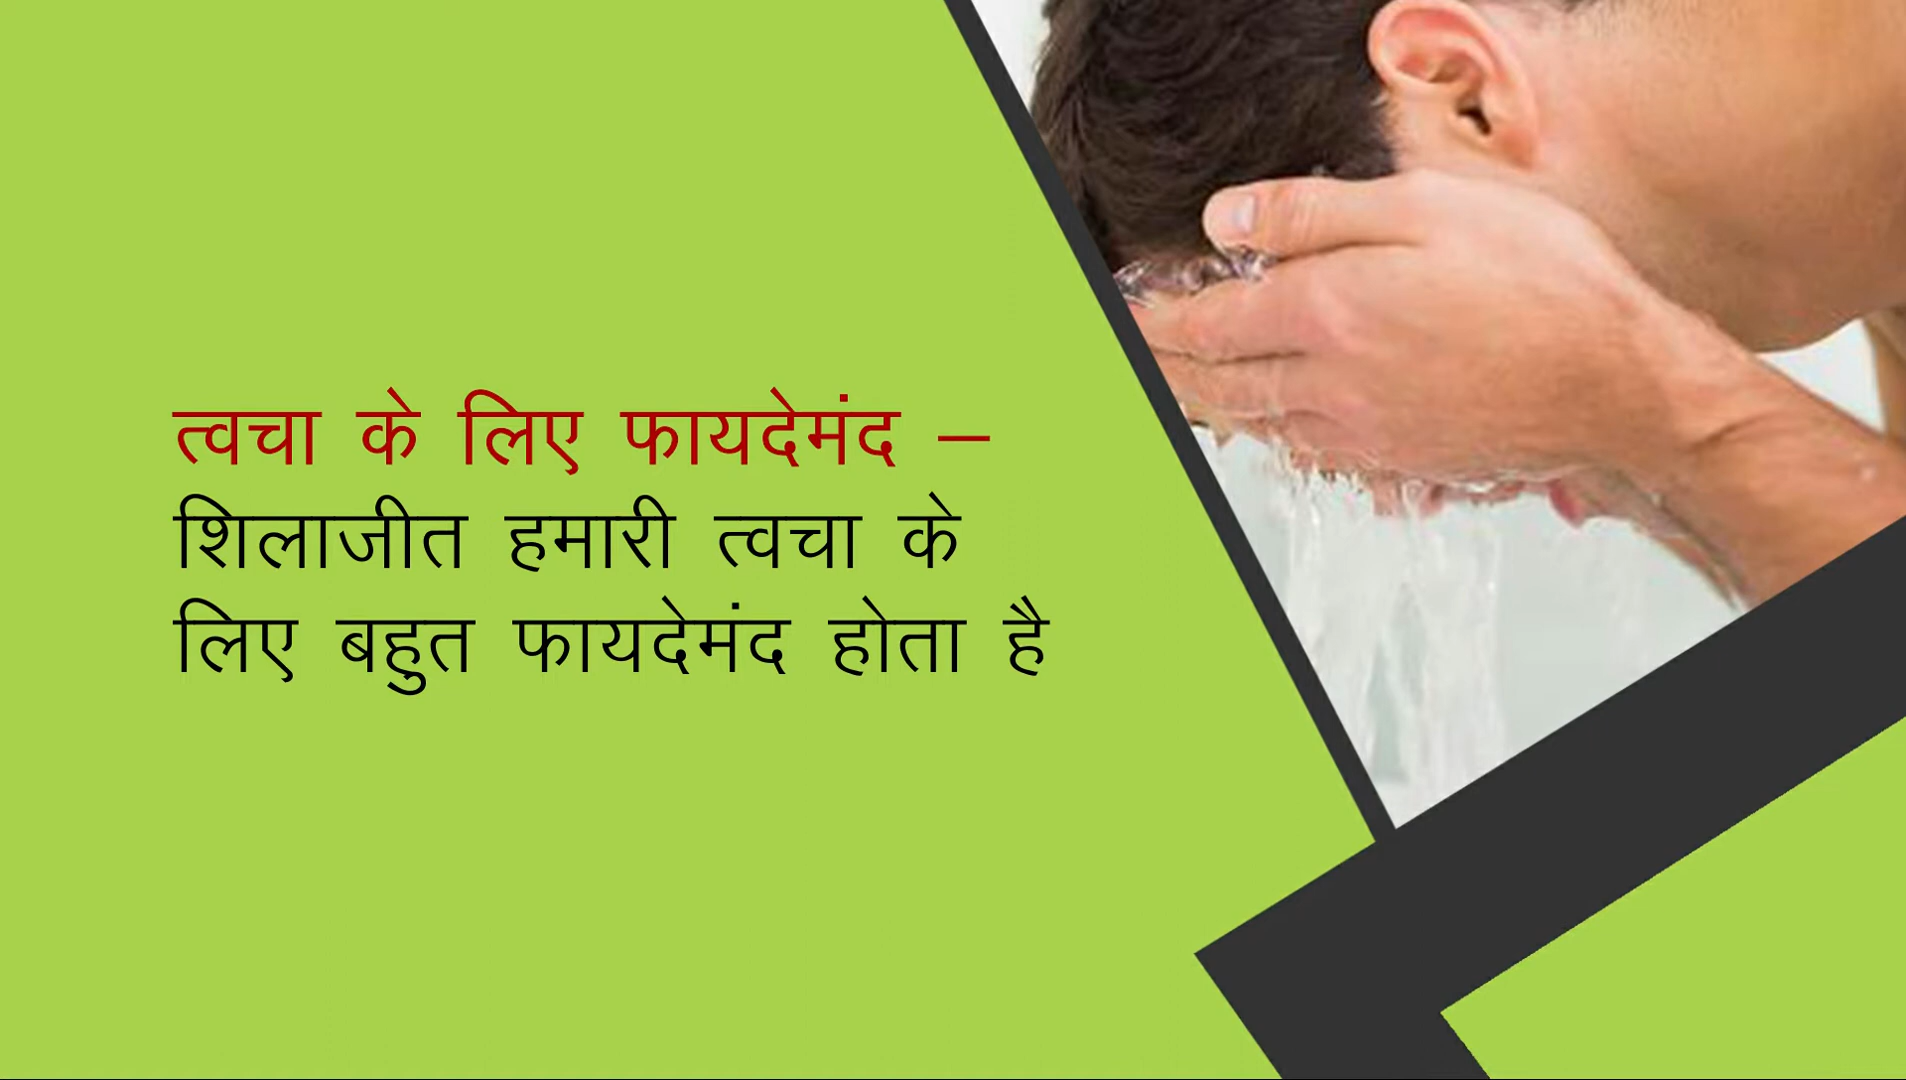 त्वचा के लिए फायदेमंद –
शिलाजीत हमारी त्वचा के
लिए बहुत फायदेमंद होता है